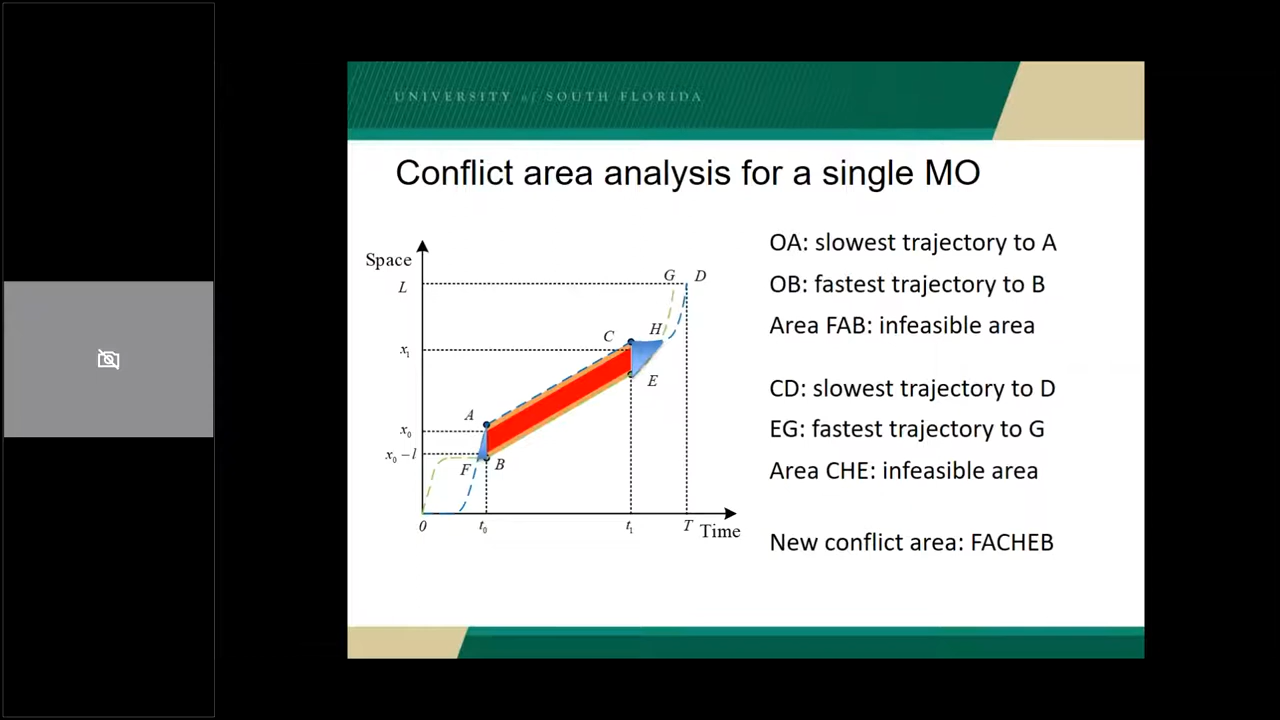 UNIVERSITY of SOUTH FLORIDA
Conflict area analysis for a single MO
Space
L
x₁
x₀
x₀ − l
0
t₀
t₁
T
Time
A
B
C
D
E
F
G
H
OA: slowest trajectory to A
OB: fastest trajectory to B
Area FAB: infeasible area
CD: slowest trajectory to D
EG: fastest trajectory to G
Area CHE: infeasible area
New conflict area: FACHEB